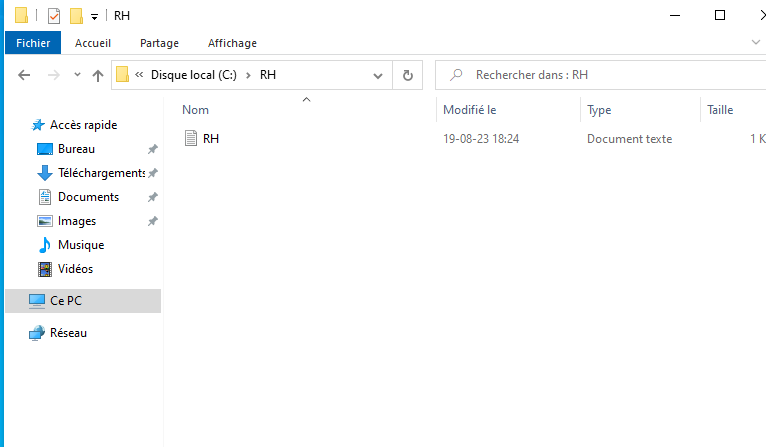 RH
Fichier Accueil Partage Affichage
« Disque local (C:) > RH
Rechercher dans : RH
Nom Modifié le Type Taille
RH 19-08-23 18:24 Document texte 1 K
Accès rapide
Bureau
Téléchargements
Documents
Images
Musique
Vidéos
Ce PC
Réseau